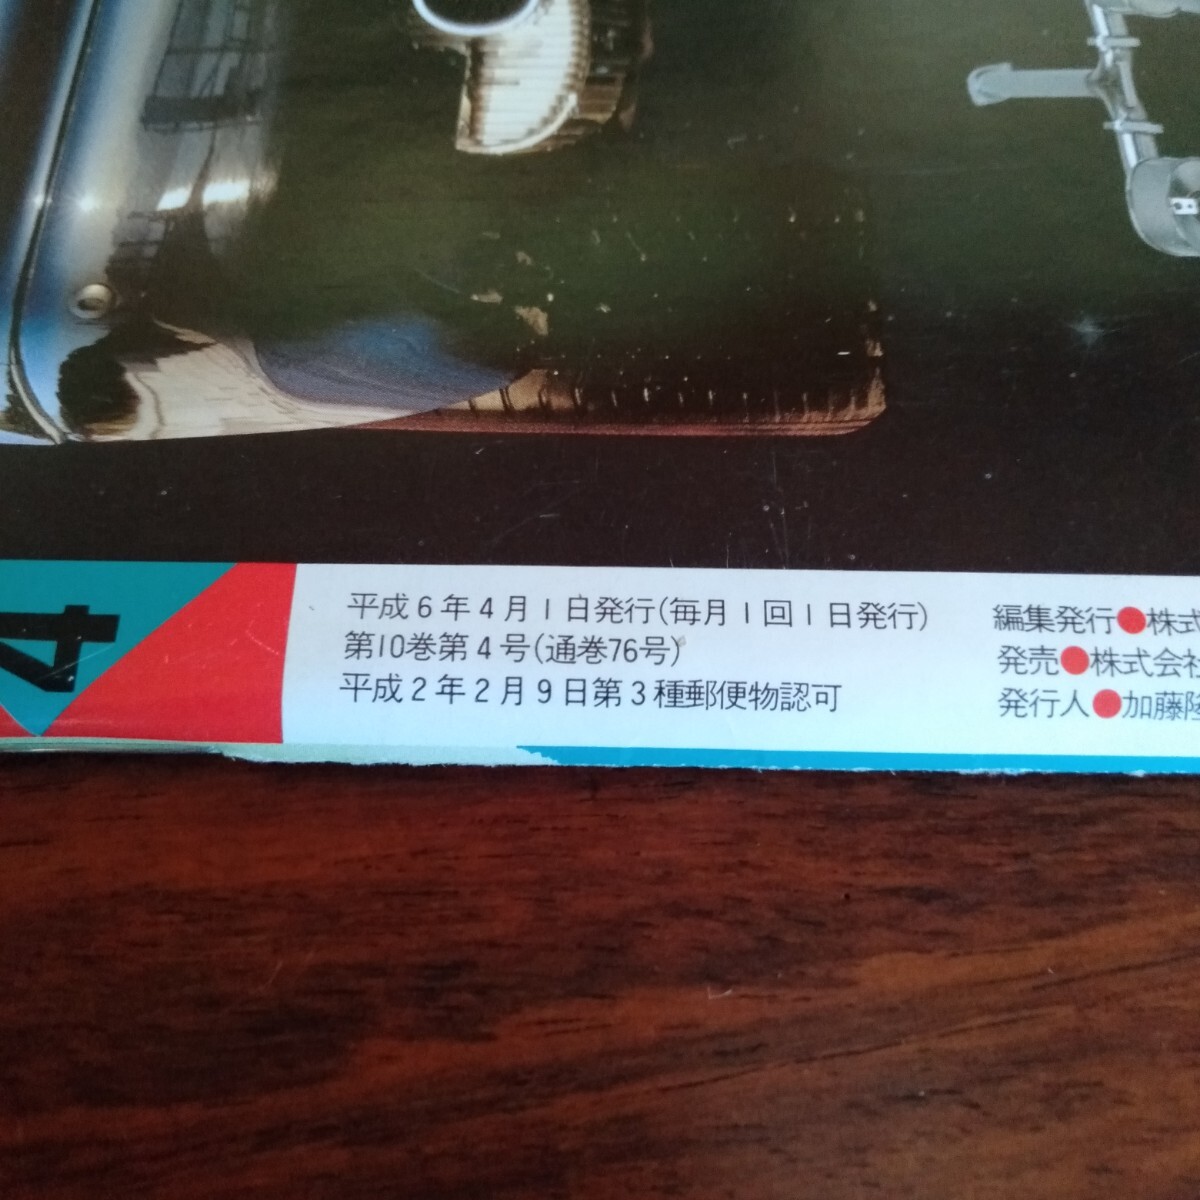 4
平成6年4月1日発行(毎月1回1日発行)
第10巻第4号(通巻76号)
平成2年2月9日第3種郵便物認可
編集発行●株式
発売●株式会社
発行人●加藤隆